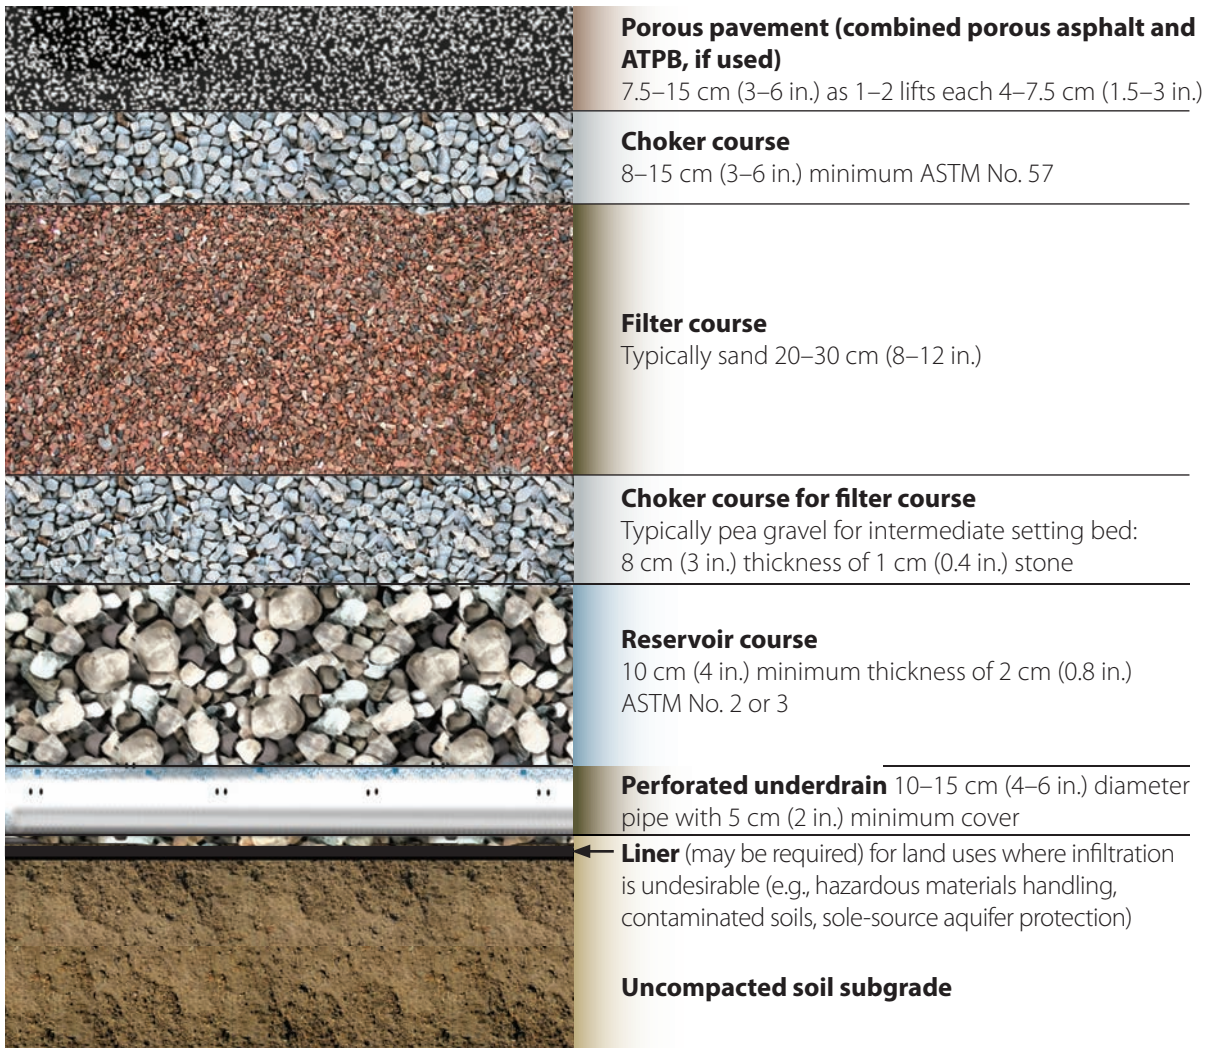 Porous pavement (combined porous asphalt and
ATPB, if used)
7.5–15 cm (3–6 in.) as 1–2 lifts each 4–7.5 cm (1.5–3 in.)
Choker course
8–15 cm (3–6 in.) minimum ASTM No. 57
Filter course
Typically sand 20–30 cm (8–12 in.)
Choker course for filter course
Typically pea gravel for intermediate setting bed:
8 cm (3 in.) thickness of 1 cm (0.4 in.) stone
Reservoir course
10 cm (4 in.) minimum thickness of 2 cm (0.8 in.)
ASTM No. 2 or 3
Perforated underdrain 10–15 cm (4–6 in.) diameter
pipe with 5 cm (2 in.) minimum cover
Liner (may be required) for land uses where infiltration
is undesirable (e.g., hazardous materials handling,
contaminated soils, sole-source aquifer protection)
Uncompacted soil subgrade